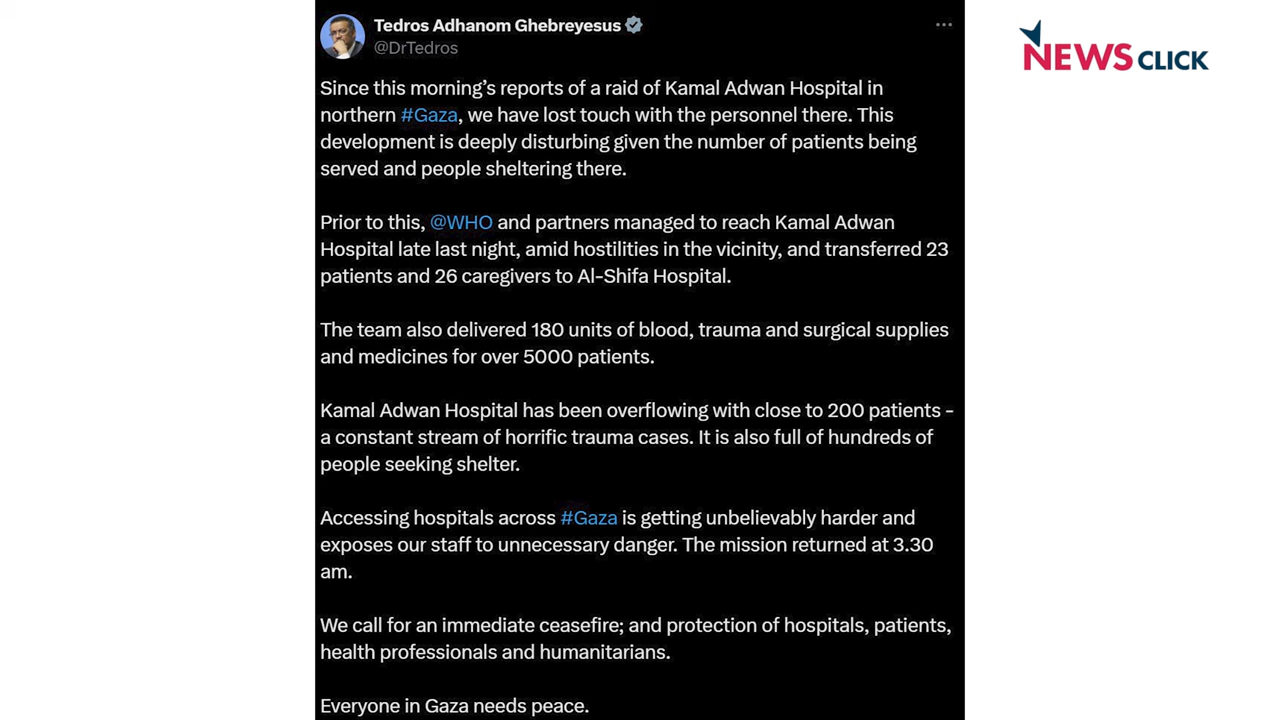 Tedros Adhanom Ghebreyesus
@DrTedros
NEWSCLICK
Since this morning’s reports of a raid of Kamal Adwan Hospital in
northern #Gaza, we have lost touch with the personnel there. This
development is deeply disturbing given the number of patients being
served and people sheltering there.
Prior to this, @WHO and partners managed to reach Kamal Adwan
Hospital late last night, amid hostilities in the vicinity, and transferred 23
patients and 26 caregivers to Al-Shifa Hospital.
The team also delivered 180 units of blood, trauma and surgical supplies
and medicines for over 5000 patients.
Kamal Adwan Hospital has been overflowing with close to 200 patients -
a constant stream of horrific trauma cases. It is also full of hundreds of
people seeking shelter.
Accessing hospitals across #Gaza is getting unbelievably harder and
exposes our staff to unnecessary danger. The mission returned at 3.30
am.
We call for an immediate ceasefire; and protection of hospitals, patients,
health professionals and humanitarians.
Everyone in Gaza needs peace.